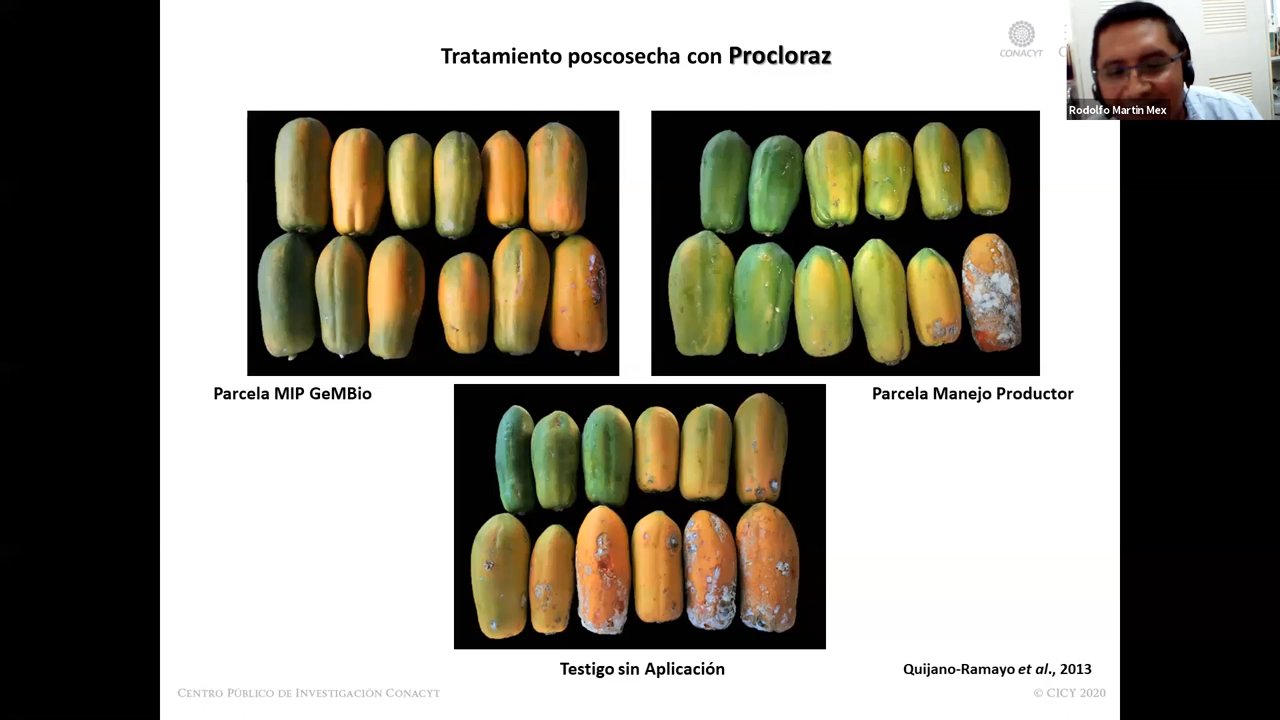 Tratamiento poscosecha con Procloraz
CONACYT
Rodolfo Martin Mex
Parcela MIP GeMBio
Parcela Manejo Productor
Testigo sin Aplicación
Quijano-Ramayo et al., 2013
Centro Público de Investigación Conacyt
© CICY 2020